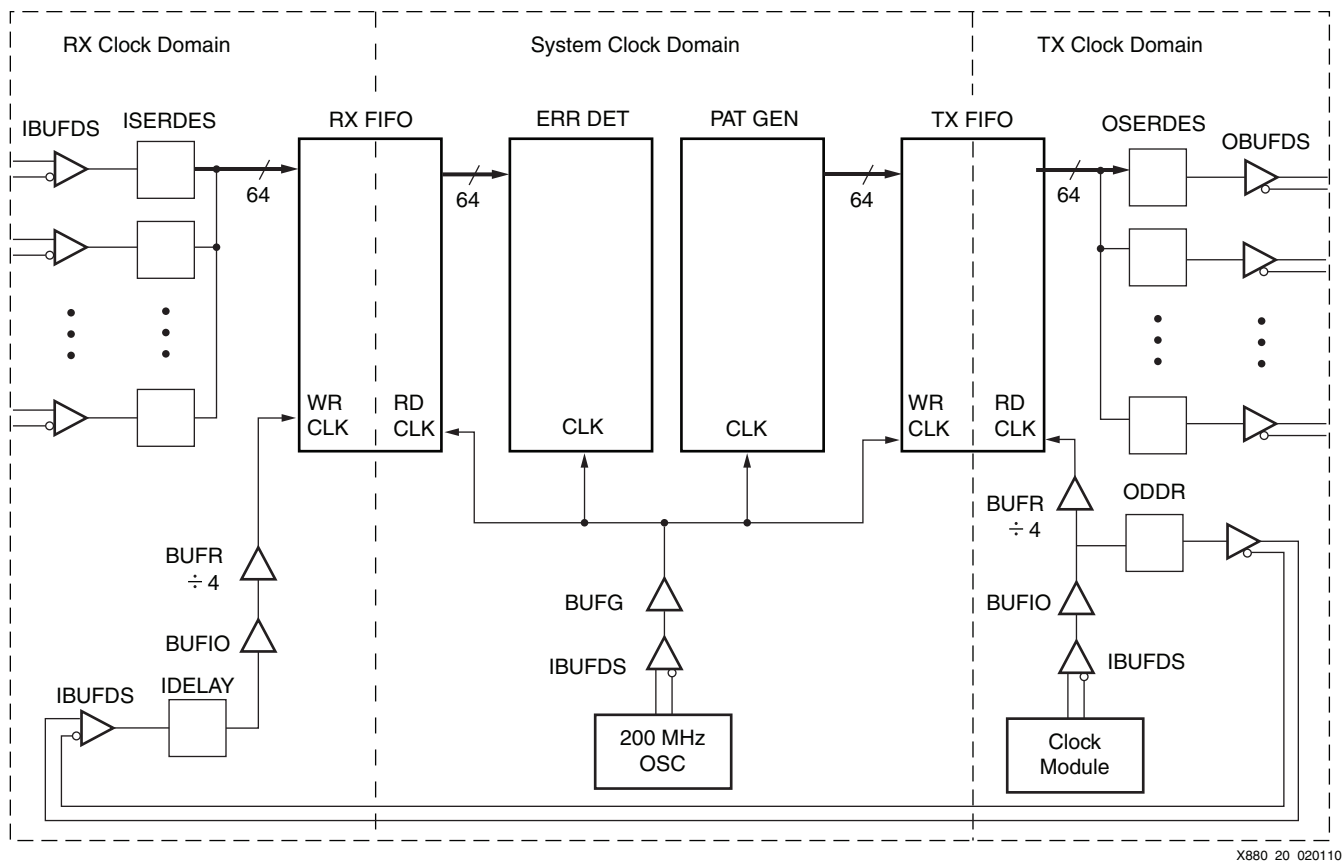 RX Clock Domain
System Clock Domain
TX Clock Domain
IBUFDS
ISERDES
RX FIFO
ERR DET
PAT GEN
TX FIFO
OSERDES
OBUFDS
64
64
64
64
WR
CLK
RD
CLK
CLK
CLK
WR
CLK
RD
CLK
BUFR
÷ 4
BUFIO
IBUFDS
IDELAY
BUFG
IBUFDS
200 MHz
OSC
BUFR
÷ 4
ODDR
BUFIO
IBUFDS
Clock
Module
X880_20_020110